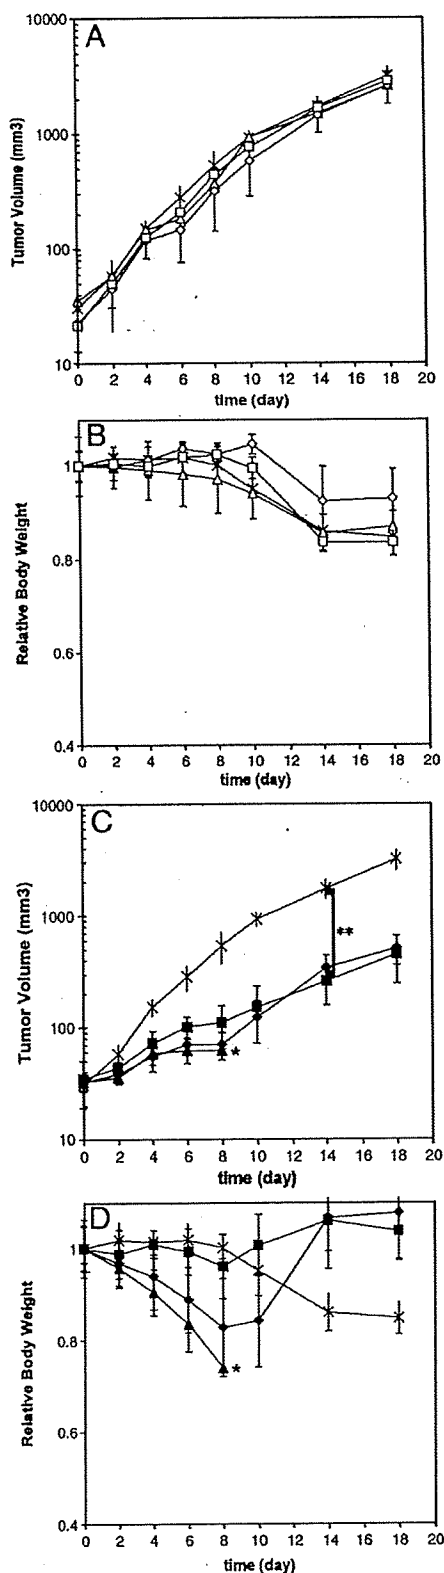 A
10000
1000
100
10
Tumor Volume (mm3)
0 2 4 6 8 10 12 14 16 18 20
time (day)
B
1
0.8
0.6
0.4
Relative Body Weight
0 2 4 6 8 10 12 14 16 18 20
time (day)
C
10000
1000
100
10
Tumor Volume (mm3)
**
*
0 2 4 6 8 10 12 14 16 18 20
time (day)
D
1
0.8
0.6
0.4
Relative Body Weight
*
0 2 4 6 8 10 12 14 16 18 20
time (day)